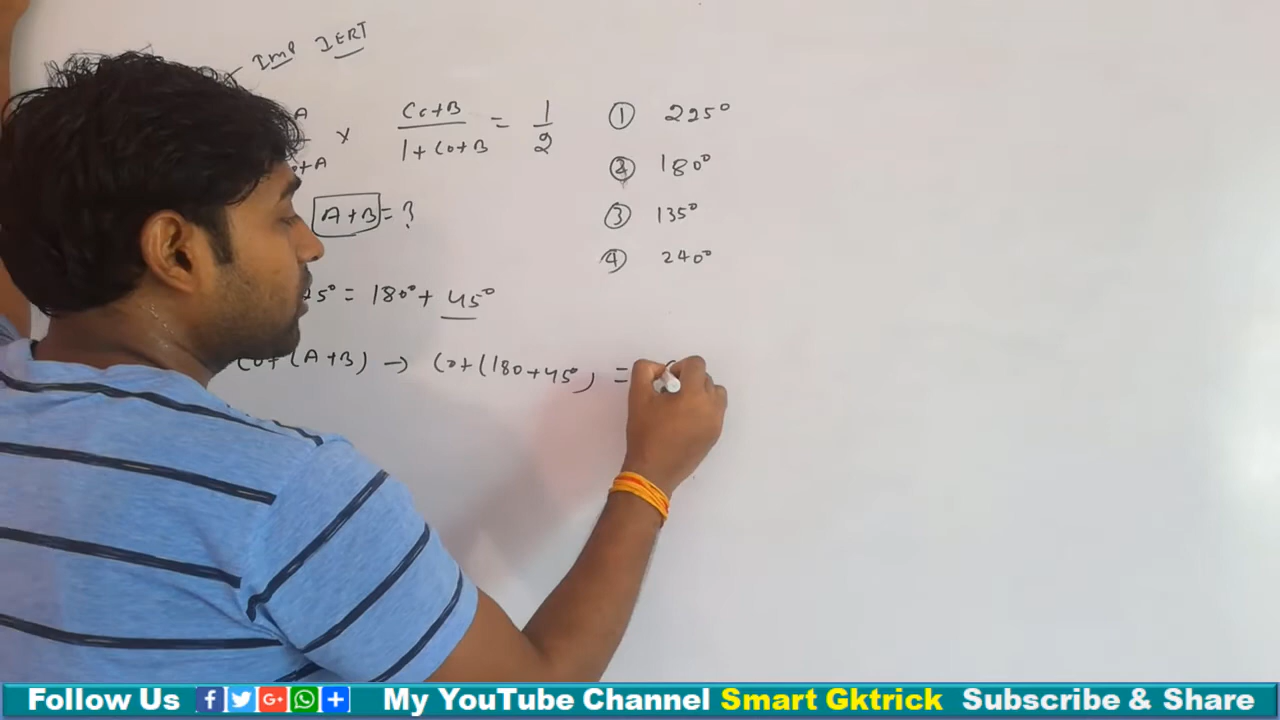 Imp IERT
A × Cot B / 1 + Cot B = 1/2
ot A
A + B = ?
① 225°
② 180°
③ 135°
④ 240°
25° = 180° + 45°
Cot (A + B) → Cot (180 + 45°) =
Follow Us My YouTube Channel Smart Gktrick Subscribe & Share